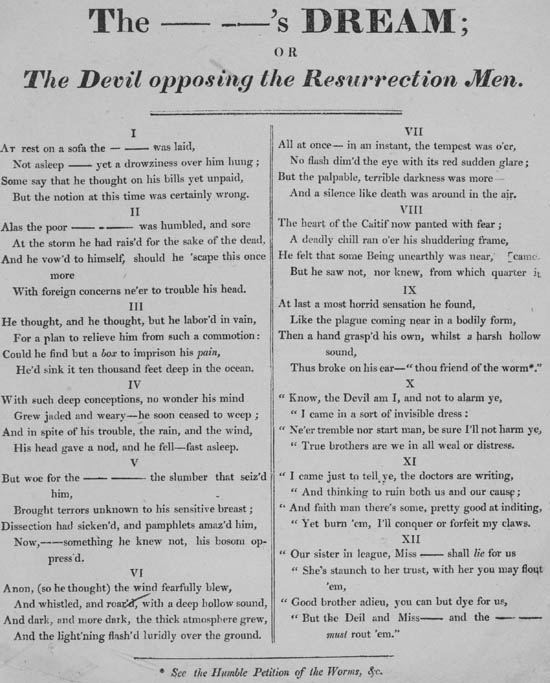 The —— - ——'s DREAM;
OR
The Devil opposing the Resurrection Men.
I
AT rest on a sofa the — —— was laid,
Not asleep —— yet a drowziness over him hung;
Some say that he thought on his bills yet unpaid,
But the notion at this time was certainly wrong.
II
Alas the poor —— - —— was humbled, and sore
At the storm he had rais'd for the sake of the dead,
And he vow'd to himself, should he 'scape this once
more
With foreign concerns ne'er to trouble his head.
III
He thought, and he thought, but he labor'd in vain,
For a plan to relieve him from such a commotion:
Could he find but a box to imprison his pain,
He'd sink it ten thousand feet deep in the ocean.
IV
With such deep conceptions, no wonder his mind
Grew jaded and weary—he soon ceased to weep;
And in spite of his trouble, the rain, and the wind,
His head gave a nod, and he fell—fast asleep.
V
But woe for the —— - —— the slumber that seiz'd
him,
Brought terrors unknown to his sensitive breast;
Dissection had sicken'd, and pamphlets amaz'd him,
Now,——something he knew not, his bosom op-
press'd.
VI
Anon, (so he thought) the wind fearfully blew,
And whistled, and roar'd, with a deep hollow sound,
And dark, and more dark, the thick atmosphere grew,
And the light'ning flash'd luridly over the ground.
VII
All at once— in an instant, the tempest was o'er,
No flash dim'd the eye with its red sudden glare;
But the palpable, terrible darkness was more —
And a silence like death was around in the air.
VIII
The heart of the Caitif now panted with fear;
A deadly chill ran o'er his shuddering frame,
He felt that some Being unearthly was near, [came.
But he saw not, nor knew, from which quarter it
IX
At last a most horrid sensation he found,
Like the plague coming near in a bodily form,
Then a hand grasp'd his own, whilst a harsh hollow
sound,
Thus broke on his ear—“ thou friend of the worm*."
X
“ Know, the Devil am I, and not to alarm ye,
“ I came in a sort of invisible dress:
“ Ne'er tremble nor start man, be sure I'll not harm ye,
“ True brothers are we in all weal or distress.
XI
“ I came just to tell ye, the doctors are writing,
“ And thinking to ruin both us and our cause;
“ And faith man there's some, pretty good at inditing,
“ Yet burn 'em, I'll conquer or forfeit my claws.
XII
“ Our sister in league, Miss —— shall lie for us
“ She's staunch to her trust, with her you may flout
'em,
“ Good brother adieu, you can but dye for us,
“ But the Deil and Miss—— and the —— - ——
must rout 'em."
* See the Humble Petition of the Worms, &c.